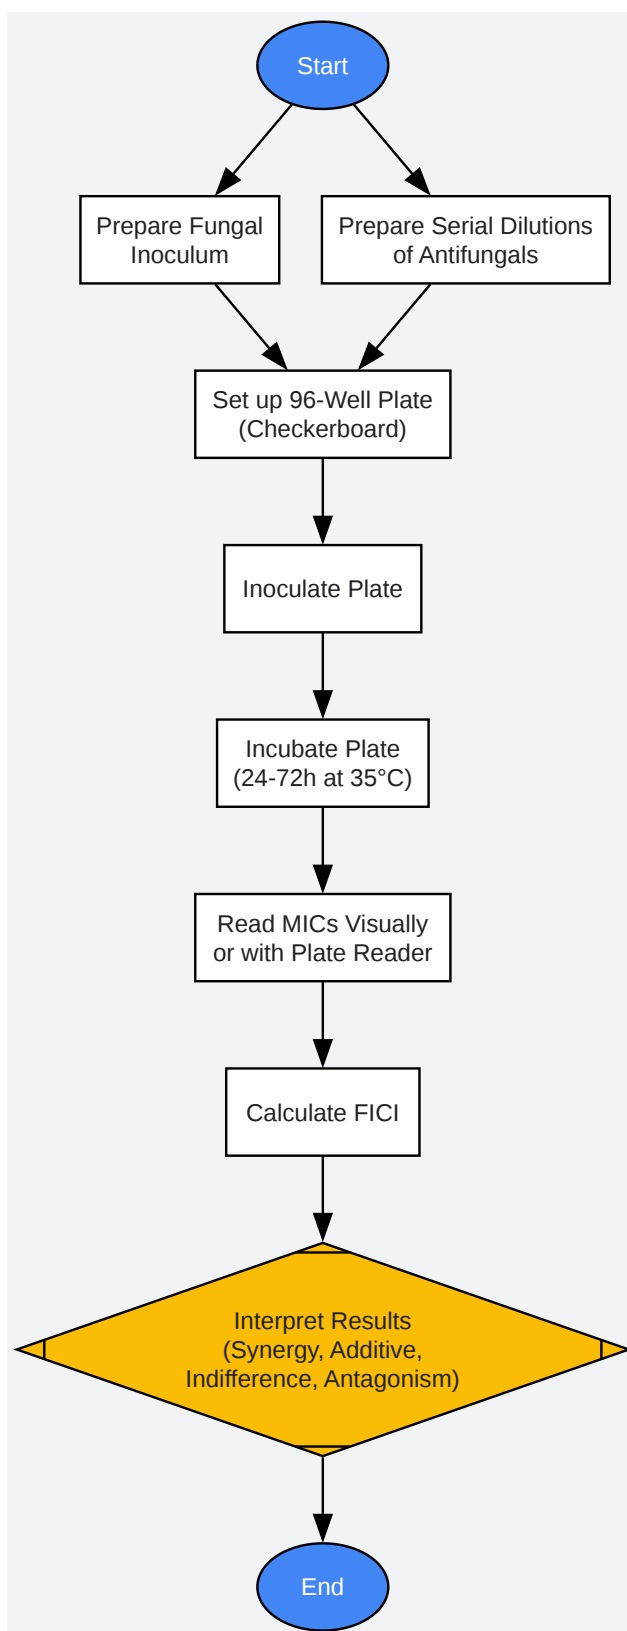 Start
Prepare Fungal
Inoculum
Prepare Serial Dilutions
of Antifungals
Set up 96-Well Plate
(Checkerboard)
Inoculate Plate
Incubate Plate
(24-72h at 35°C)
Read MICs Visually
or with Plate Reader
Calculate FICI
Interpret Results
(Synergy, Additive,
Indifference, Antagonism)
End